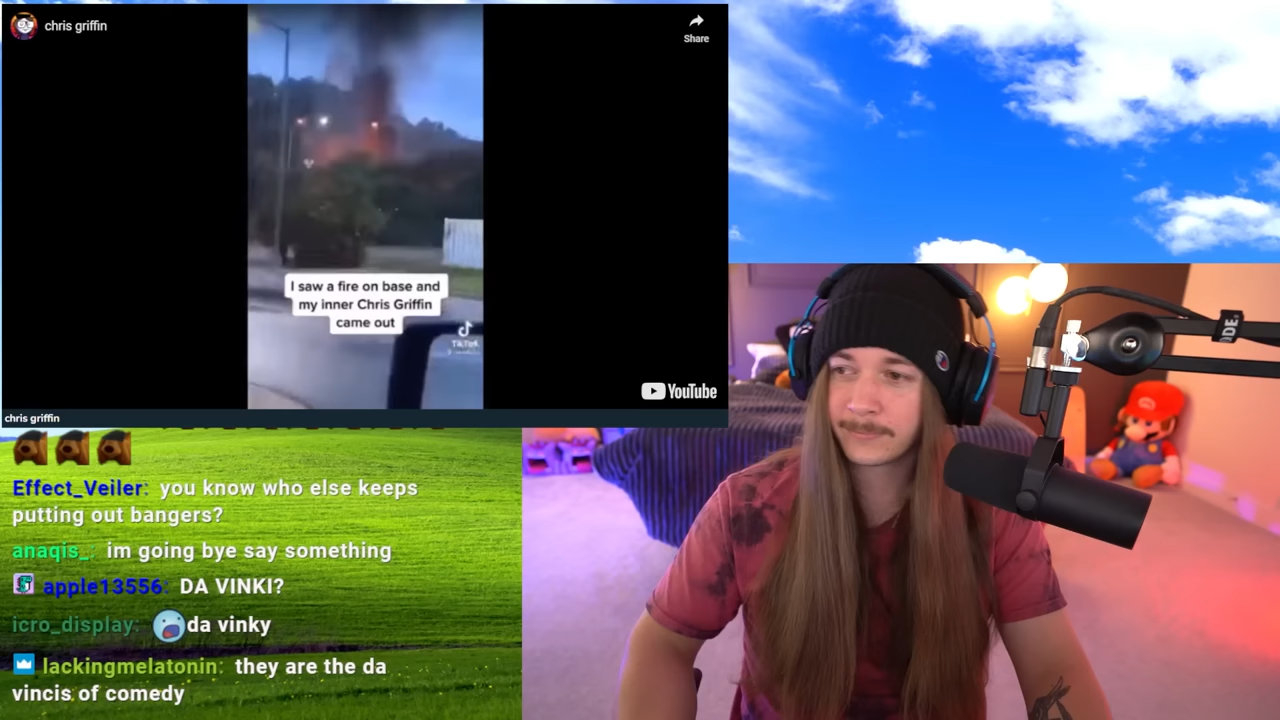 chris griffin
Share
I saw a fire on base and
my inner Chris Griffin
came out
TikTok
YouTube
chris griffin
Effect_Veiler: you know who else keeps
putting out bangers?
anaqis_: im going bye say something
apple13556: DA VINKI?
icro_display: da vinky
lackingmelatonin: they are the da
vincis of comedy